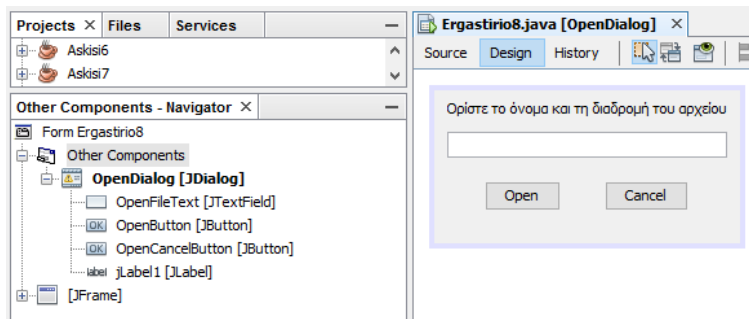 Projects Files Services
Askisi6
Askisi7
Other Components - Navigator
Form Ergastirio8
Other Components
OpenDialog [JDialog]
OpenFileText [JTextField]
OK OpenButton [JButton]
OK OpenCancelButton [JButton]
label jLabel1 [JLabel]
[JFrame]
Ergastirio8.java [OpenDialog]
Source Design History
Ορίστε το όνομα και τη διαδρομή του αρχείου
Open Cancel